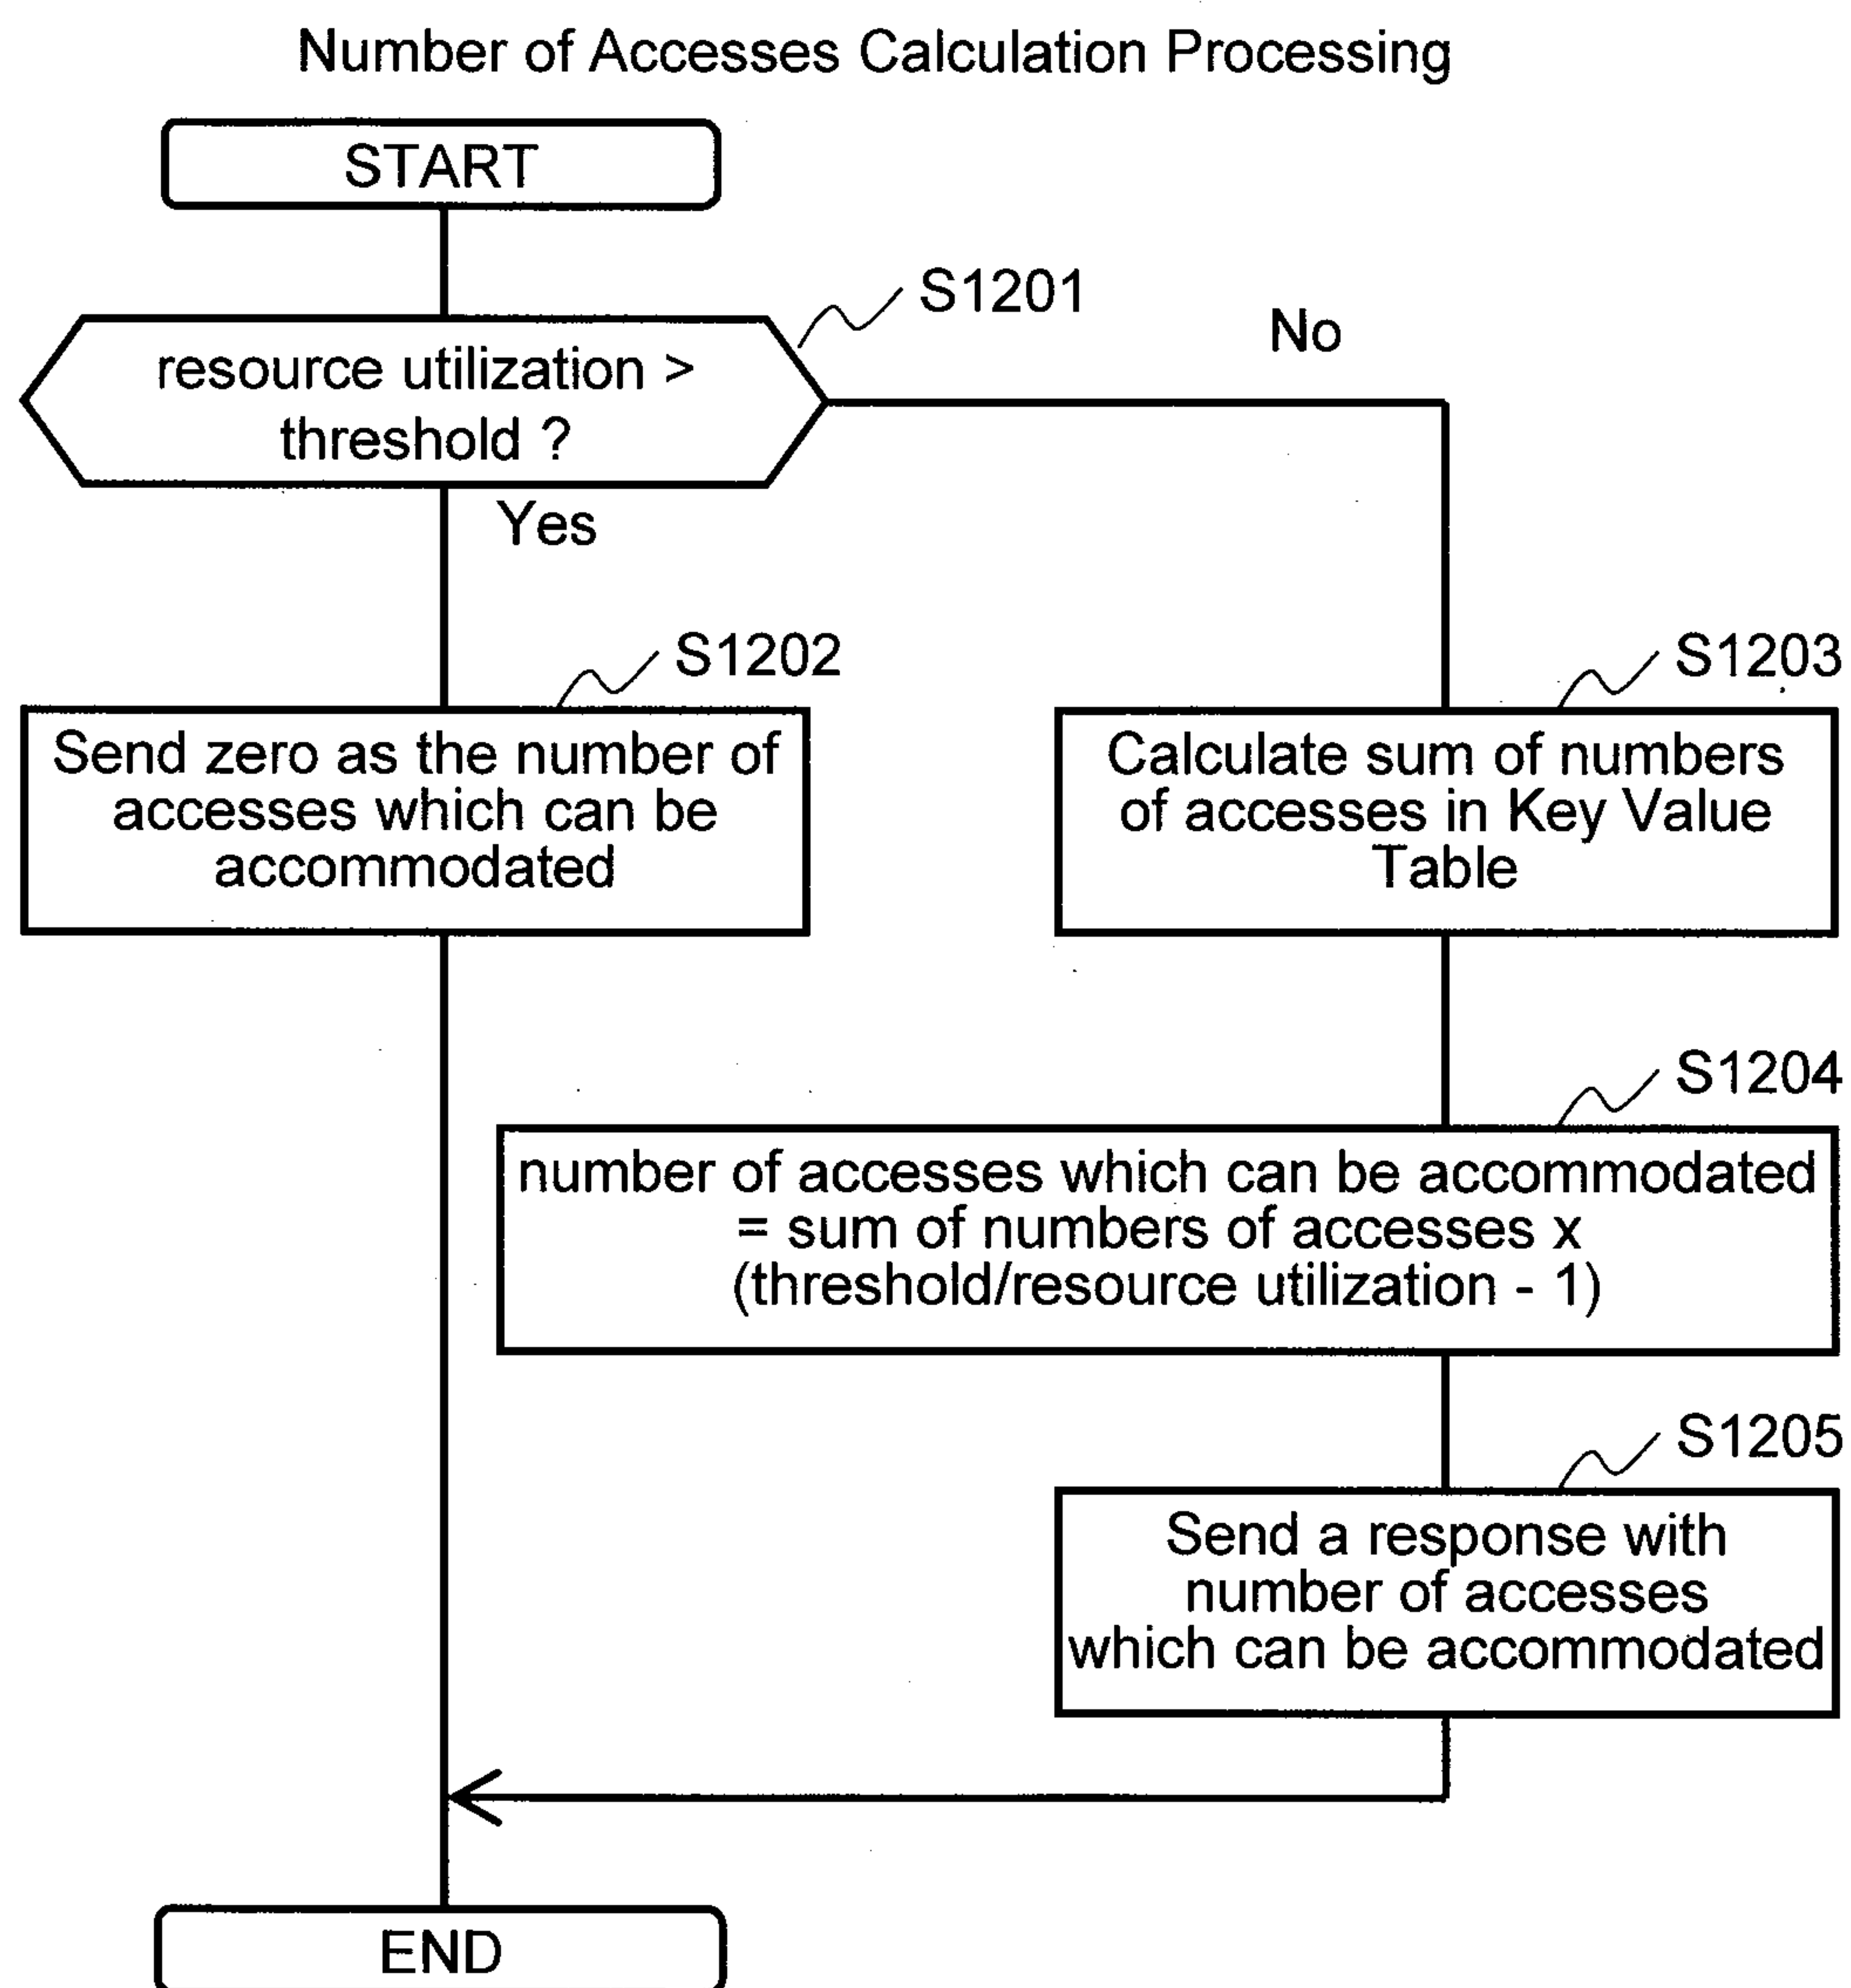 Number of Accesses Calculation Processing
START
S1201
resource utilization >
threshold ?
No
Yes
S1202
Send zero as the number of
accesses which can be
accommodated
S1203
Calculate sum of numbers
of accesses in Key Value
Table
S1204
number of accesses which can be accommodated
= sum of numbers of accesses x
(threshold/resource utilization - 1)
S1205
Send a response with
number of accesses
which can be accommodated
END